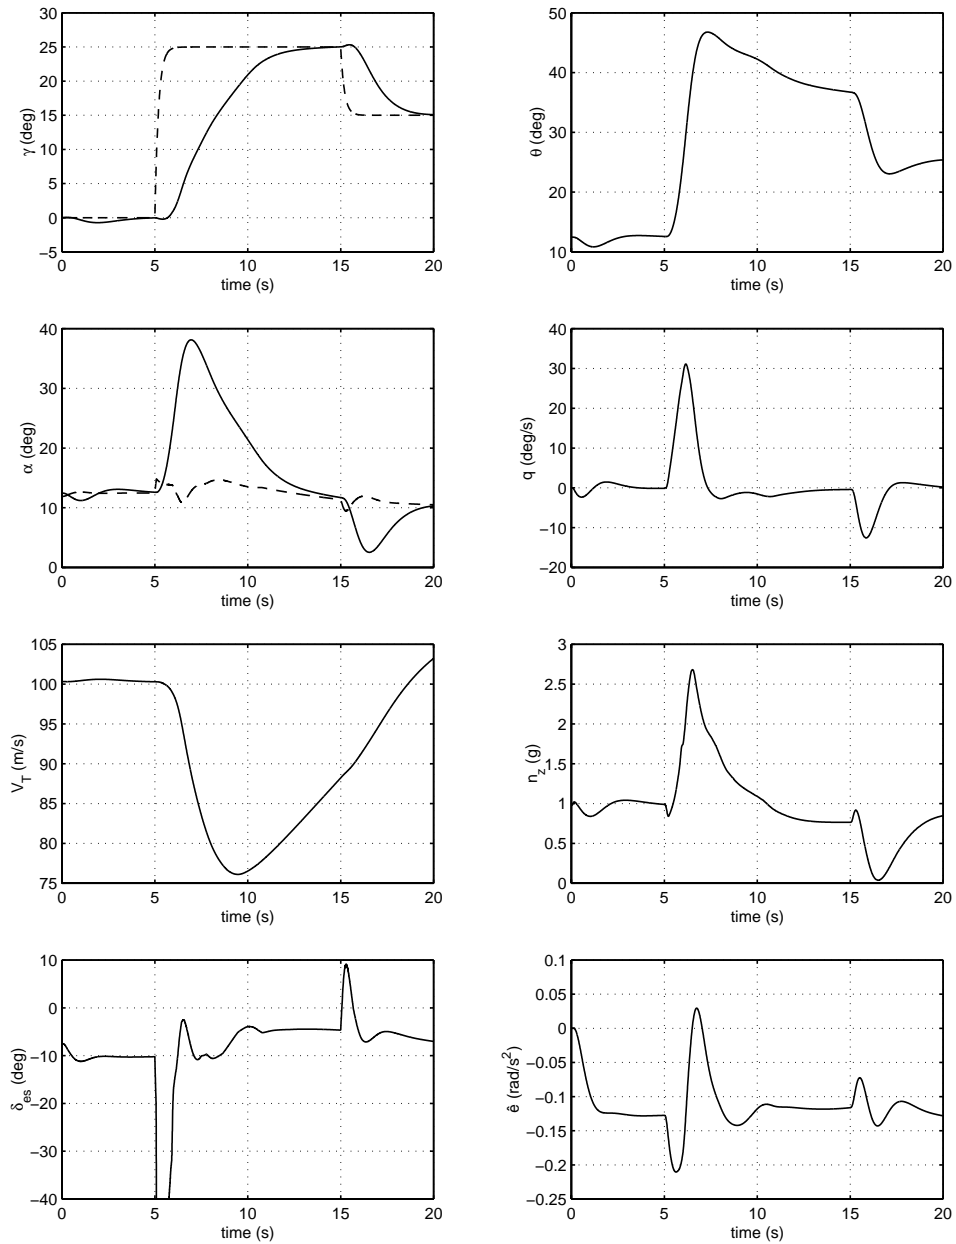 30
25
20
15
10
5
0
−5
γ (deg)
0 5 10 15 20
time (s)
50
40
30
20
10
θ (deg)
0 5 10 15 20
time (s)
40
30
20
10
0
α (deg)
0 5 10 15 20
time (s)
40
30
20
10
0
−10
−20
q (deg/s)
0 5 10 15 20
time (s)
105
100
95
90
85
80
75
V_T (m/s)
0 5 10 15 20
time (s)
3
2.5
2
1.5
1
0.5
0
n_z (g)
0 5 10 15 20
time (s)
10
0
−10
−20
−30
−40
δ_es (deg)
0 5 10 15 20
time (s)
0.1
0.05
0
−0.05
−0.1
−0.15
−0.2
−0.25
ê (rad/s²)
0 5 10 15 20
time (s)